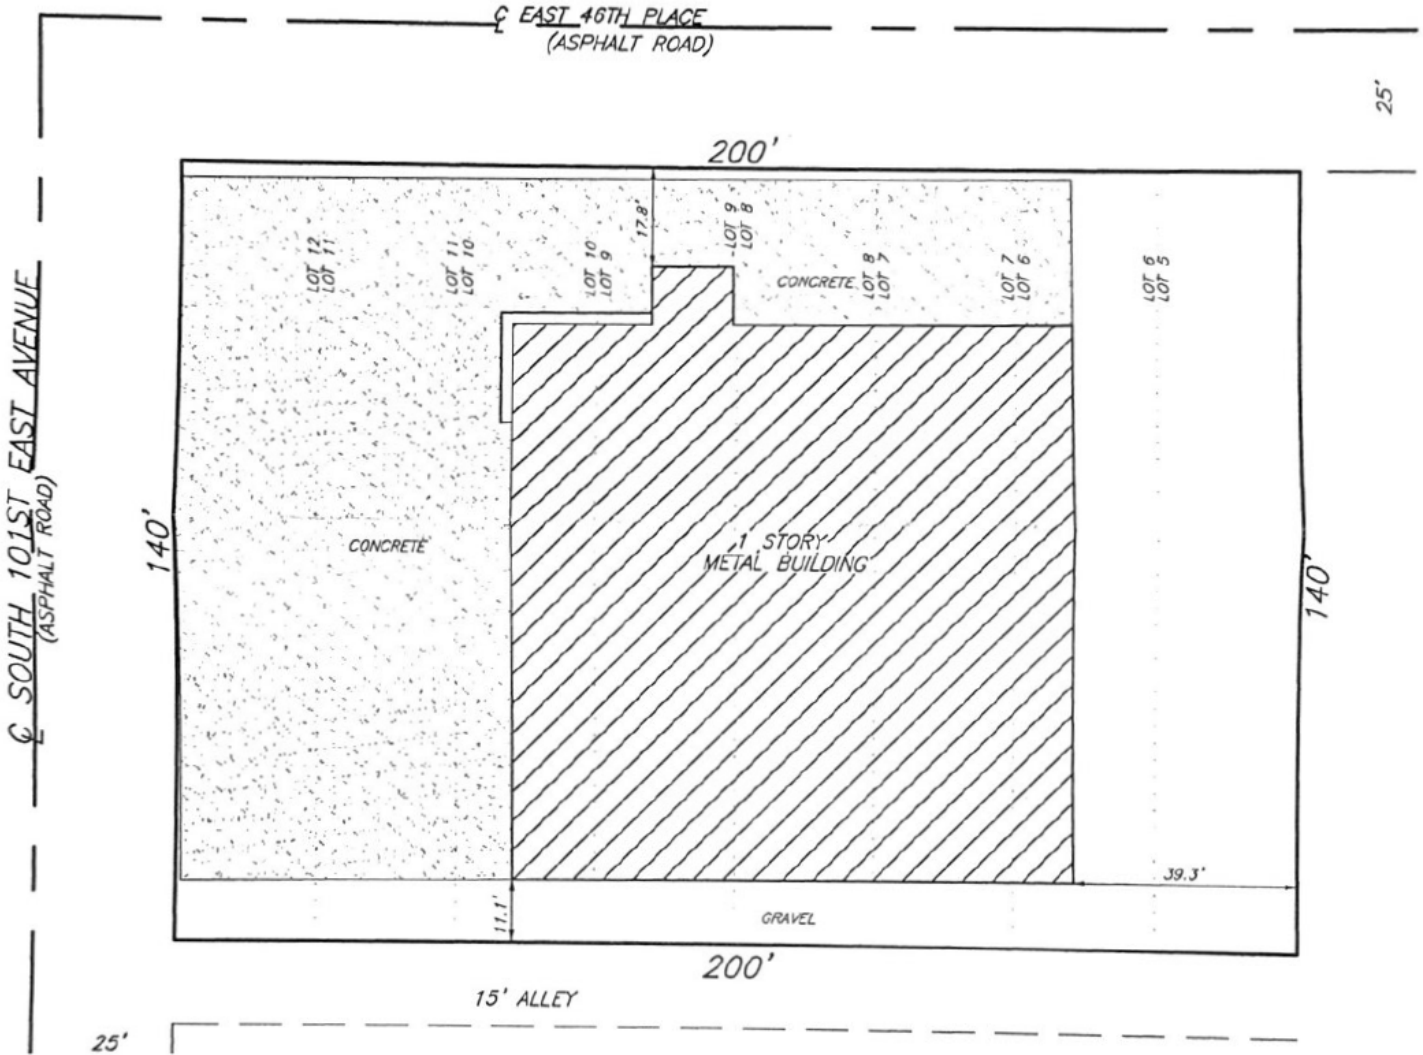 ℄ EAST 46TH PLACE
(ASPHALT ROAD)
25'
200'
17.8'
LOT 9
LOT 8
LOT 12
LOT 11
LOT 11
LOT 10
LOT 10
LOT 9
CONCRETE
LOT 8
LOT 7
LOT 7
LOT 6
LOT 6
LOT 5
℄ SOUTH 101ST EAST AVENUE
(ASPHALT ROAD)
140'
CONCRETE
1 STORY
METAL BUILDING
140'
39.3'
11.1'
GRAVEL
200'
15' ALLEY
25'